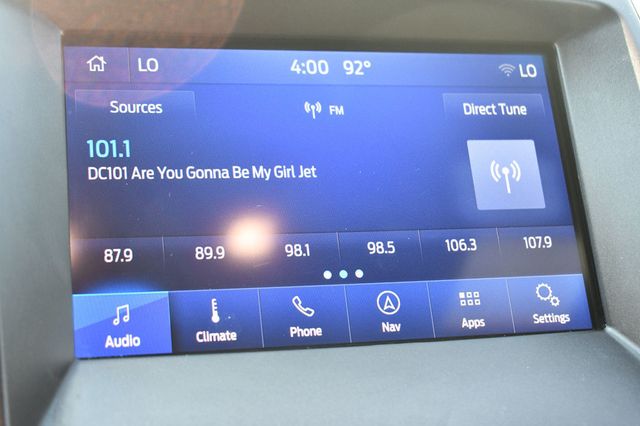 LO 4:00 92° LO
Sources FM Direct Tune
101.1
DC101 Are You Gonna Be My Girl Jet
87.9 89.9 98.1 98.5 106.3 107.9
Audio Climate Phone Nav Apps Settings